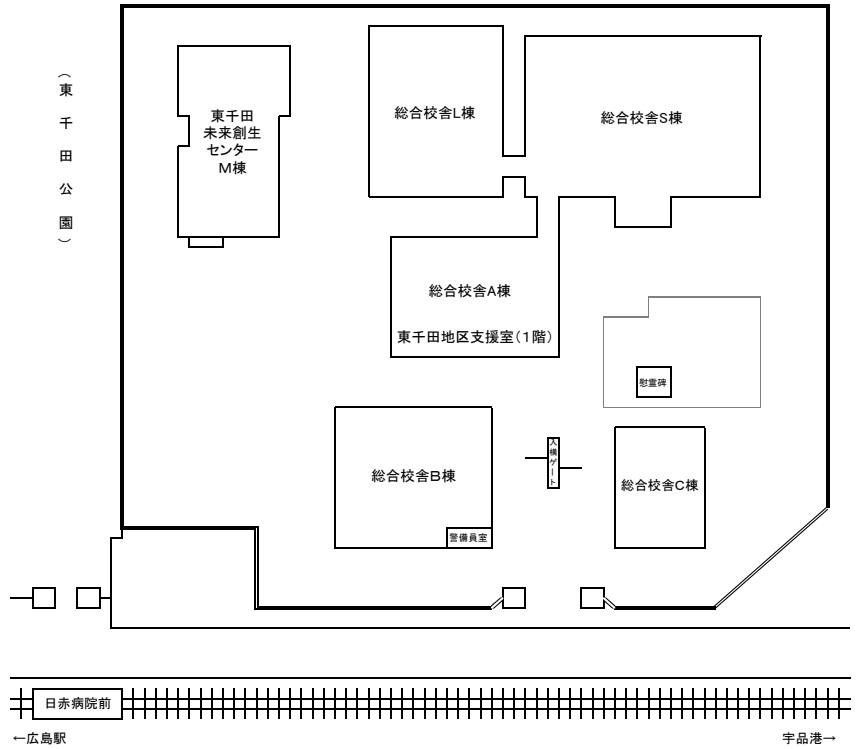 （東千田公園）
東千田
未来創生
センター
M棟
総合校舎L棟
総合校舎S棟
総合校舎A棟
東千田地区支援室（１階）
慰霊碑
総合校舎B棟
入構ゲート
総合校舎C棟
警備員室
日赤病院前
←広島駅
宇品港→